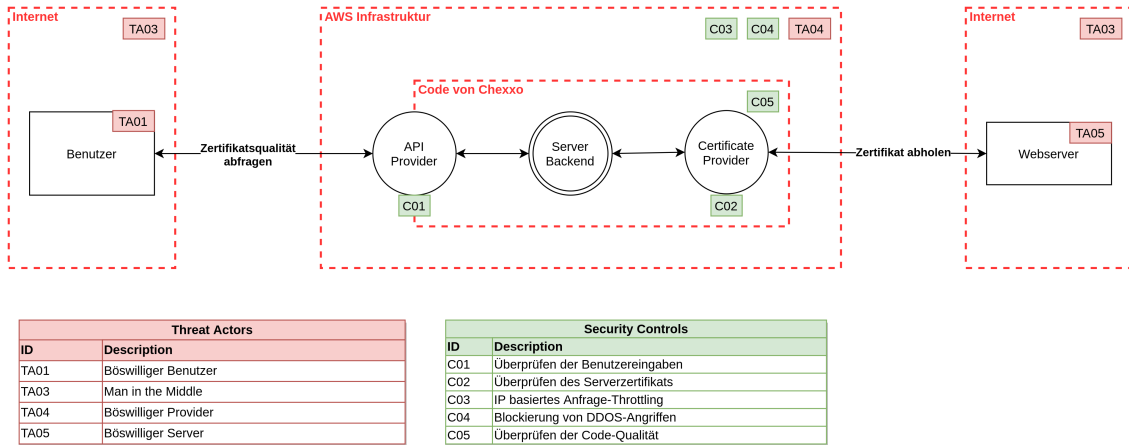 Internet
TA03
TA01
Benutzer
Zertifikatsqualität
abfragen
AWS Infrastruktur
C03
C04
TA04
Code von Chexxo
C05
API
Provider
C01
Server
Backend
Certificate
Provider
C02
Zertifikat abholen
Internet
TA03
TA05
Webserver
Threat Actors
ID Description
TA01 Böswilliger Benutzer
TA03 Man in the Middle
TA04 Böswilliger Provider
TA05 Böswilliger Server
Security Controls
ID Description
C01 Überprüfen der Benutzereingaben
C02 Überprüfen des Serverzertifikats
C03 IP basiertes Anfrage-Throttling
C04 Blockierung von DDOS-Angriffen
C05 Überprüfen der Code-Qualität